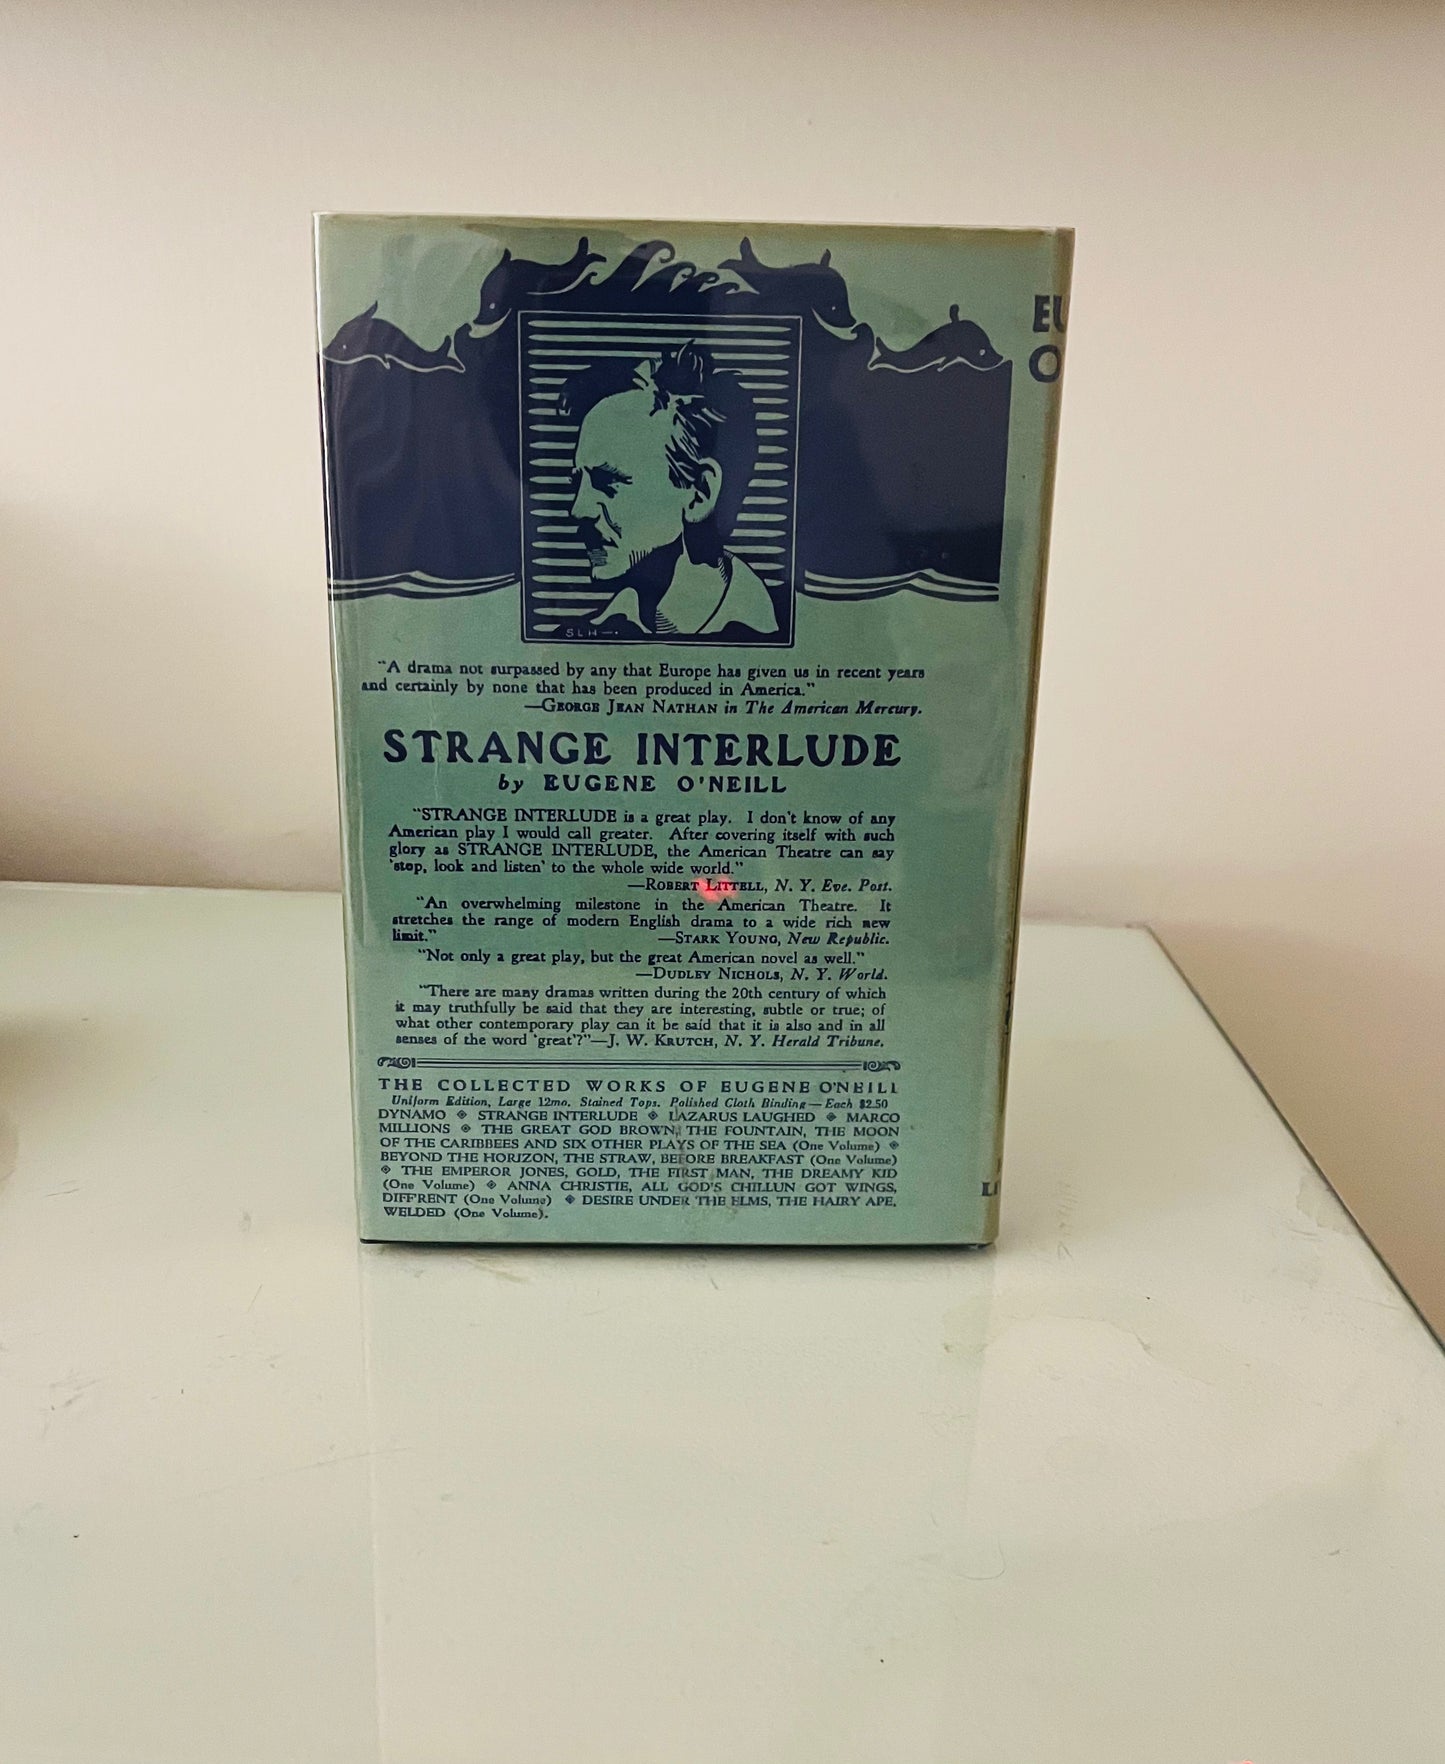 EU
O
SLH
"A drama not surpassed by any that Europe has given us in recent years
and certainly by none that has been produced in America."
—GEORGE JEAN NATHAN in The American Mercury.
STRANGE INTERLUDE
by EUGENE O'NEILL
"STRANGE INTERLUDE is a great play. I don't know of any
American play I would call greater. After covering itself with such
glory as STRANGE INTERLUDE, the American Theatre can say
'stop, look and listen' to the whole wide world."
—ROBERT LITTELL, N. Y. Eve. Post.
"An overwhelming milestone in the American Theatre. It
stretches the range of modern English drama to a wide rich new
limit." —STARK YOUNG, New Republic.
"Not only a great play, but the great American novel as well."
—DUDLEY NICHOLS, N. Y. World.
"There are many dramas written during the 20th century of which
it may truthfully be said that they are interesting, subtle or true; of
what other contemporary play can it be said that it is also and in all
senses of the word 'great'?"—J. W. KRUTCH, N. Y. Herald Tribune.
THE COLLECTED WORKS OF EUGENE O'NEILL
Uniform Edition, Large 12mo. Stained Tops. Polished Cloth Binding—Each $2.50
DYNAMO ◈ STRANGE INTERLUDE ◈ LAZARUS LAUGHED ◈ MARCO
MILLIONS ◈ THE GREAT GOD BROWN, THE FOUNTAIN, THE MOON
OF THE CARIBBEES AND SIX OTHER PLAYS OF THE SEA (One Volume) ◈
BEYOND THE HORIZON, THE STRAW, BEFORE BREAKFAST (One Volume)
◈ THE EMPEROR JONES, GOLD, THE FIRST MAN, THE DREAMY KID
(One Volume) ◈ ANNA CHRISTIE, ALL GOD'S CHILLUN GOT WINGS,
DIFF'RENT (One Volume) ◈ DESIRE UNDER THE ELMS, THE HAIRY APE,
WELDED (One Volume).
LI